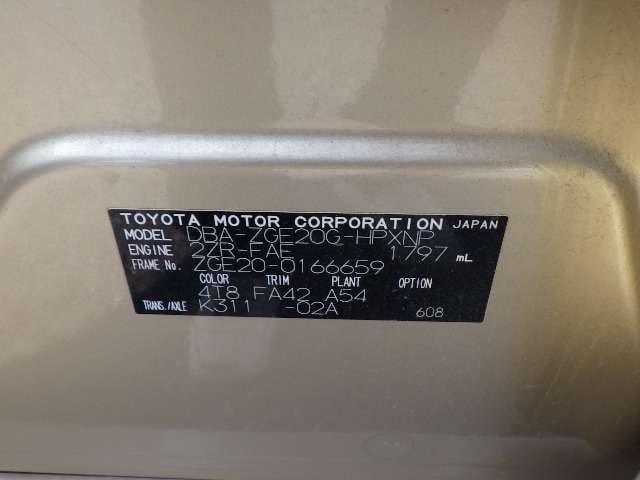 TOYOTA MOTOR CORPORATION JAPAN
MODEL DBA-ZGE20G-HPXNP
ENGINE 2ZR-FAE 1797 mL
FRAME No. ZGE20-0166659
COLOR TRIM PLANT OPTION
4T8 FA42 A54
TRANS./AXLE K311 -02A 608